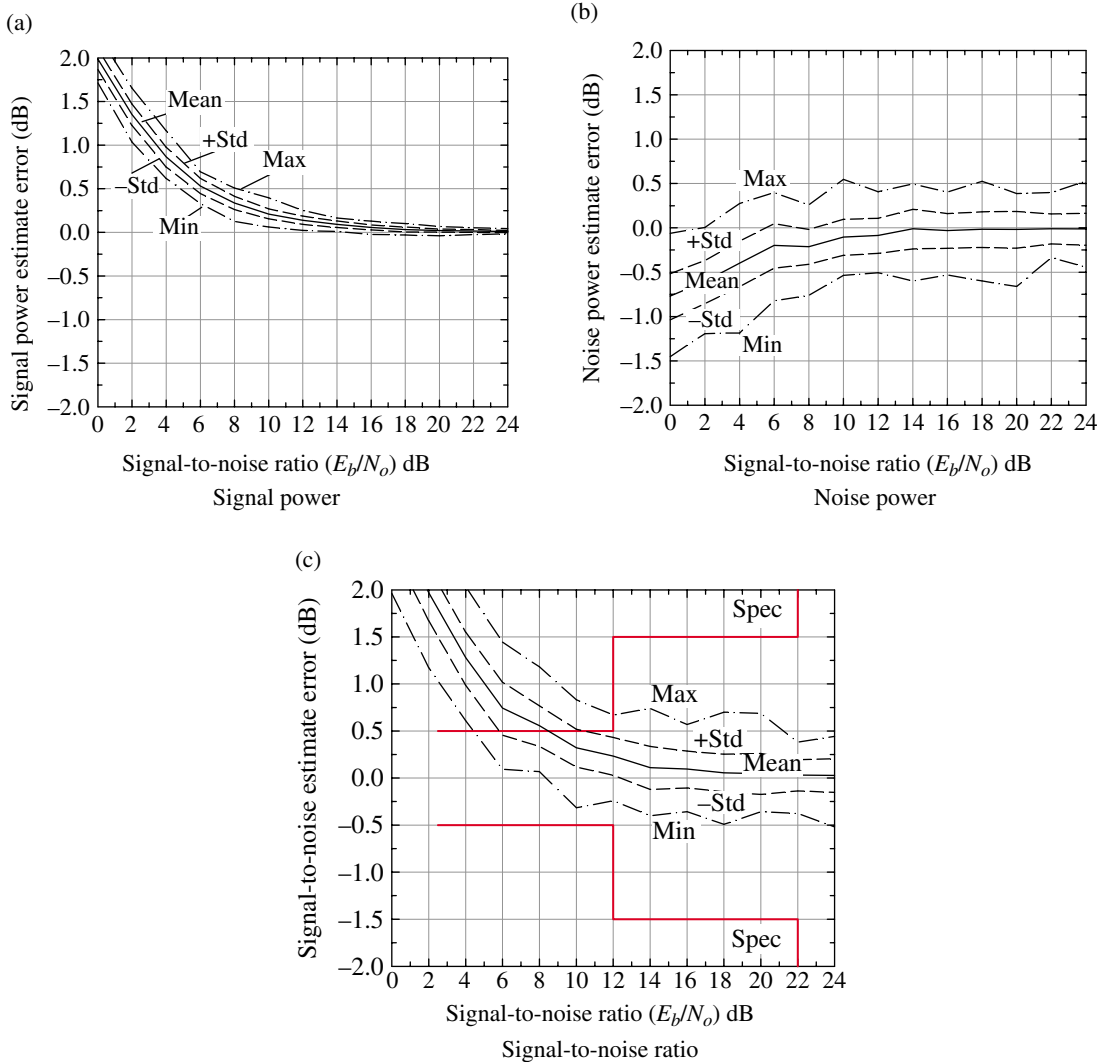 (a)
2.0
1.5
1.0
0.5
0.0
−0.5
−1.0
−1.5
−2.0
Signal power estimate error (dB)
Mean
+Std
Max
−Std
Min
0 2 4 6 8 10 12 14 16 18 20 22 24
Signal-to-noise ratio (E_b/N_o) dB
Signal power
(b)
2.0
1.5
1.0
0.5
0.0
−0.5
−1.0
−1.5
−2.0
Noise power estimate error (dB)
Max
+Std
Mean
−Std
Min
0 2 4 6 8 10 12 14 16 18 20 22 24
Signal-to-noise ratio (E_b/N_o) dB
Noise power
(c)
2.0
1.5
1.0
0.5
0.0
−0.5
−1.0
−1.5
−2.0
Signal-to-noise estimate error (dB)
Spec
Max
+Std
Mean
−Std
Min
Spec
0 2 4 6 8 10 12 14 16 18 20 22 24
Signal-to-noise ratio (E_b/N_o) dB
Signal-to-noise ratio